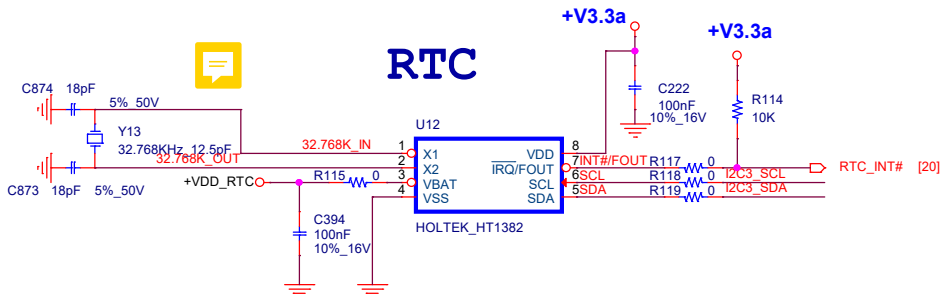 +V3.3a
+V3.3a
RTC
C874 18pF
5%_50V
C222
100nF
10%_16V
R114
10K
Y13
32.768KHz_12.5pF
U12
32.768K_IN
32.768K_OUT
1
2
3
4
X1
X2
VBAT
VSS
VDD
IRQ/FOUT
SCL
SDA
8
7
6
5
INT#/FOUT
SCL
SDA
R117 0
R118 0
R119 0
I2C3_SCL
I2C3_SDA
RTC_INT# [20]
C873 18pF 5%_50V
+VDD_RTC
R115 0
C394
100nF
10%_16V
HOLTEK_HT1382